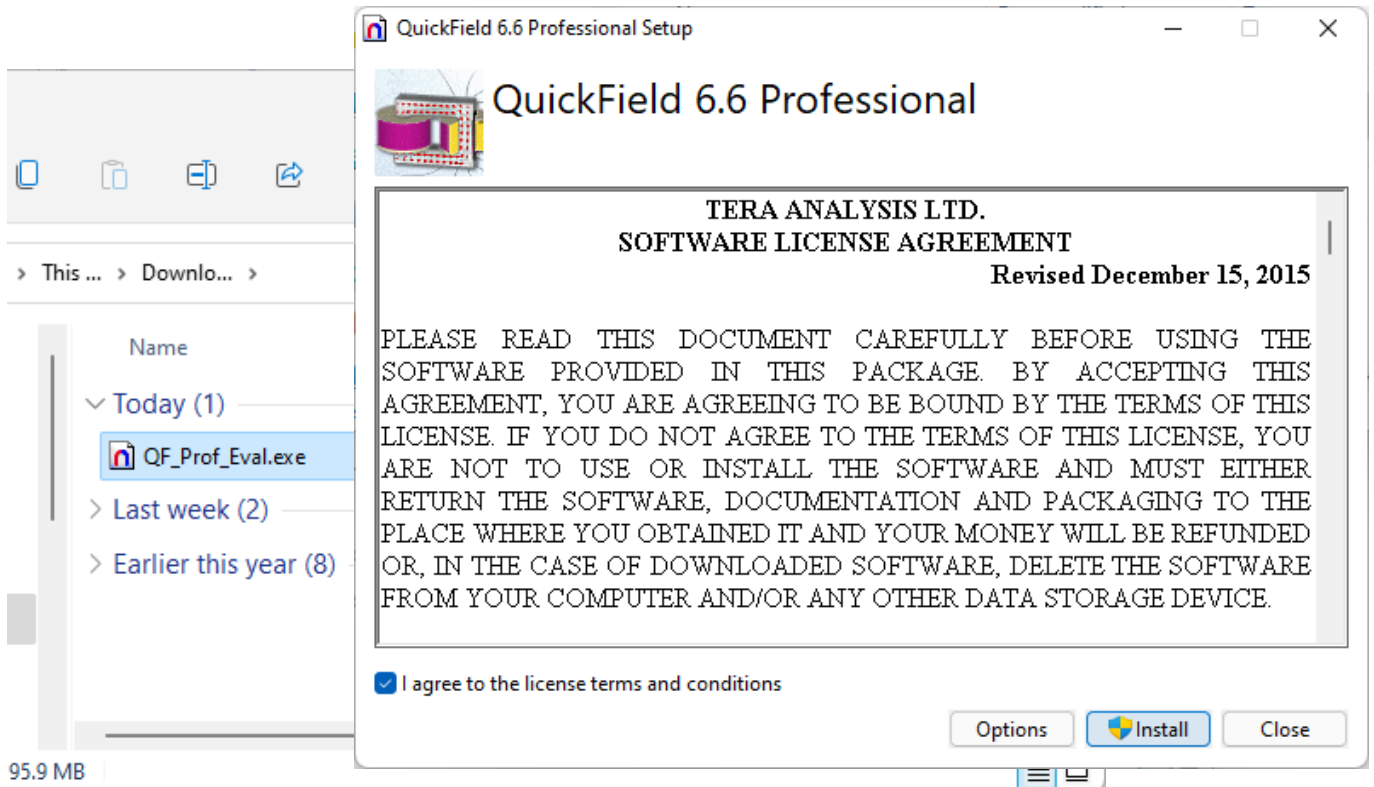 QuickField 6.6 Professional Setup
QuickField 6.6 Professional
TERA ANALYSIS LTD.
SOFTWARE LICENSE AGREEMENT
Revised December 15, 2015
PLEASE READ THIS DOCUMENT CAREFULLY BEFORE USING THE
SOFTWARE PROVIDED IN THIS PACKAGE. BY ACCEPTING THIS
AGREEMENT, YOU ARE AGREEING TO BE BOUND BY THE TERMS OF THIS
LICENSE. IF YOU DO NOT AGREE TO THE TERMS OF THIS LICENSE, YOU
ARE NOT TO USE OR INSTALL THE SOFTWARE AND MUST EITHER
RETURN THE SOFTWARE, DOCUMENTATION AND PACKAGING TO THE
PLACE WHERE YOU OBTAINED IT AND YOUR MONEY WILL BE REFUNDED
OR, IN THE CASE OF DOWNLOADED SOFTWARE, DELETE THE SOFTWARE
FROM YOUR COMPUTER AND/OR ANY OTHER DATA STORAGE DEVICE.
I agree to the license terms and conditions
Options
Install
Close
This ... > Downlo... >
Name
Today (1)
QF_Prof_Eval.exe
Last week (2)
Earlier this year (8)
95.9 MB